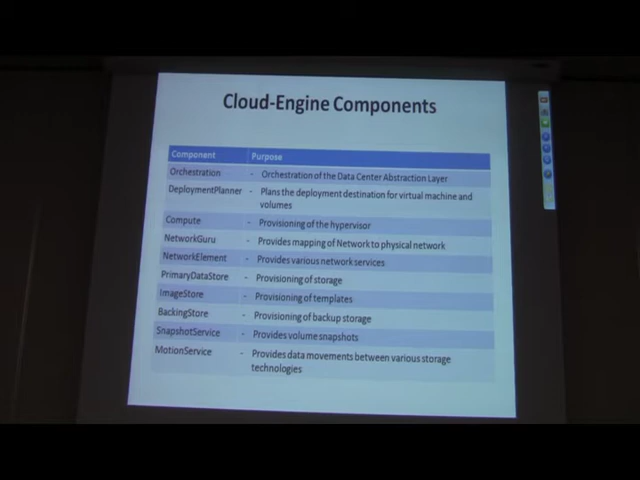 Cloud-Engine Components
Component Purpose
Orchestration - Orchestration of the Data Center Abstraction Layer
DeploymentPlanner - Plans the deployment destination for virtual machine and
volumes
Compute - Provisioning of the hypervisor
NetworkGuru - Provides mapping of Network to physical network
NetworkElement - Provides various network services
PrimaryDataStore - Provisioning of storage
ImageStore - Provisioning of templates
BackingStore - Provisioning of backup storage
SnapshotService - Provides volume snapshots
MotionService - Provides data movements between various storage
technologies